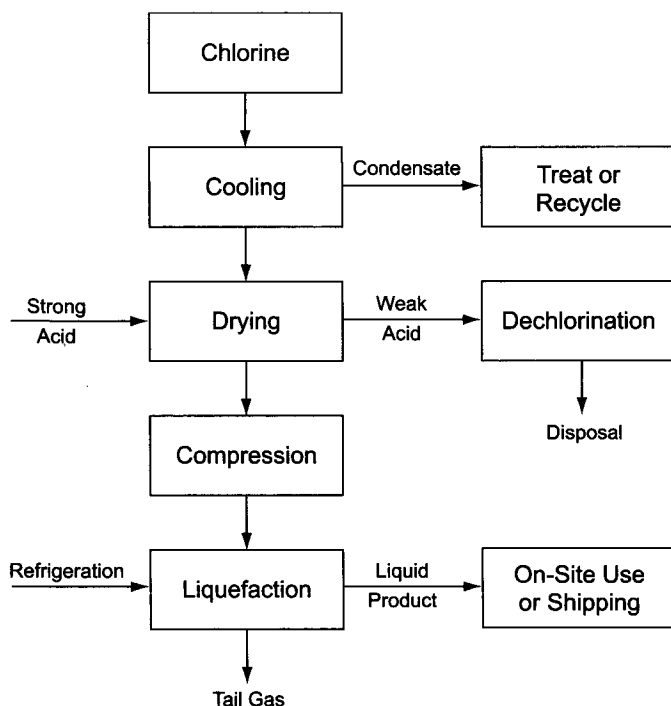 Chlorine
Cooling
Condensate
Treat or
Recycle
Strong
Acid
Drying
Weak
Acid
Dechlorination
Disposal
Compression
Refrigeration
Liquefaction
Liquid
Product
On-Site Use
or Shipping
Tail Gas